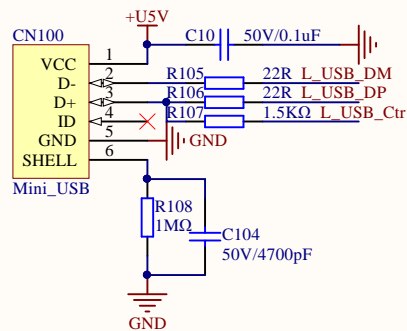 +U5V
CN100
C10 50V/0.1uF
VCC 1
D- 2 R105 22R L_USB_DM
D+ 3 R106 22R L_USB_DP
ID 4 R107 1.5KΩ L_USB_Ctr
GND 5 GND
SHELL 6
Mini_USB
R108
1MΩ
C104
50V/4700pF
GND